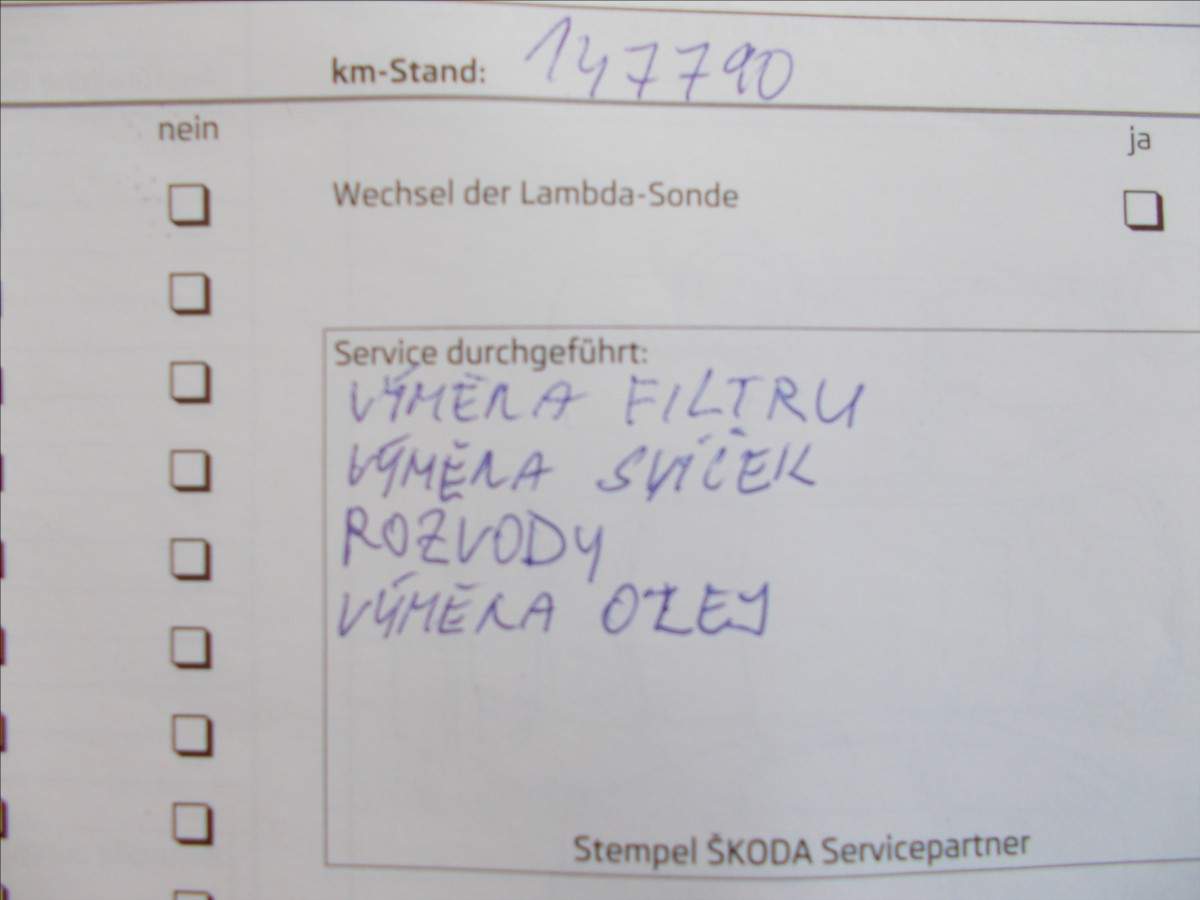 km-Stand: 147790
nein
ja
Wechsel der Lambda-Sonde
Service durchgeführt:
VÝMĚNA FILTRU
VÝMĚNA SVÍČEK
ROZVODY
VÝMĚNA OLEJ
Stempel ŠKODA Servicepartner